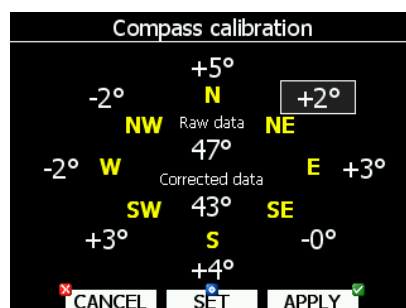 Compass calibration
+5°
-2° N +2°
NW Raw data NE
47°
-2° W E +3°
Corrected data
SW 43° SE
+3° S -0°
+4°
CANCEL SET APPLY